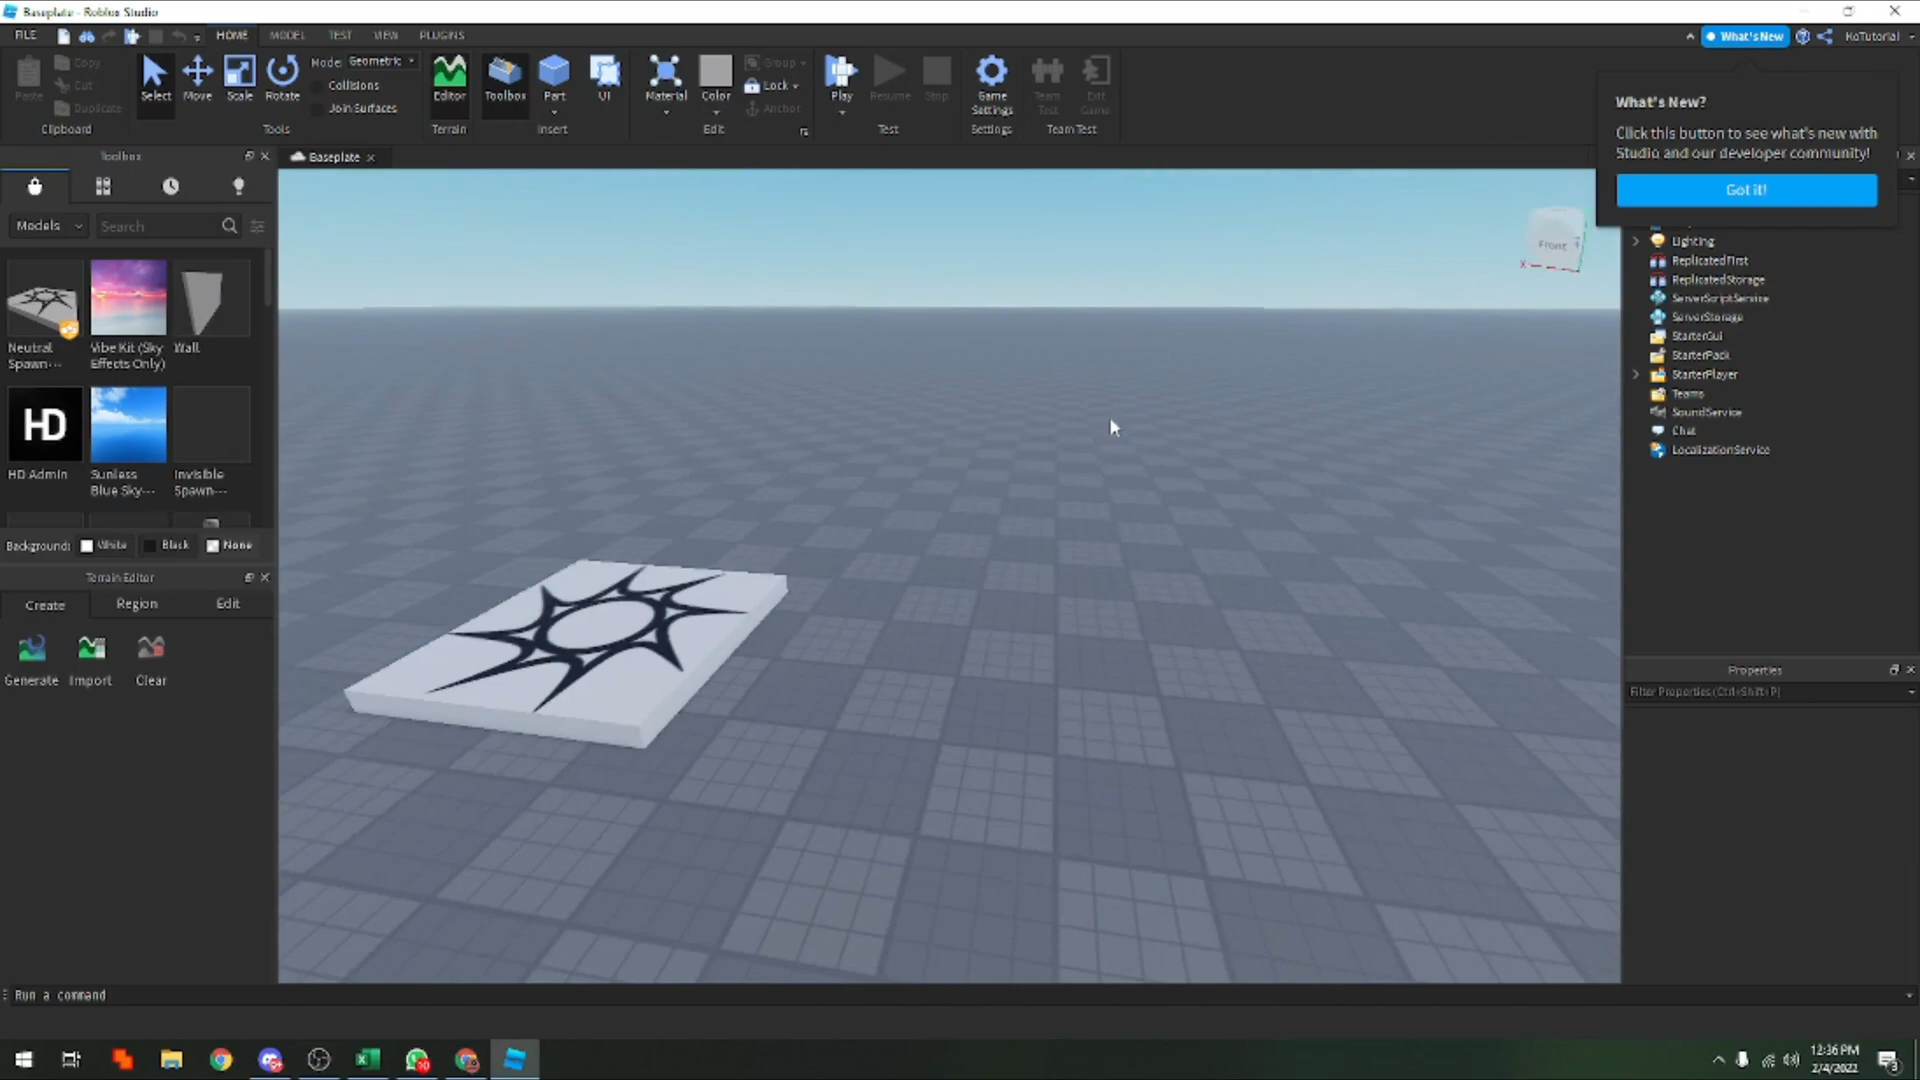 Baseplate - Roblox Studio
FILE
HOME
MODEL
TEST
VIEW
PLUGINS
What's New
KoTutorial
Paste
Copy
Cut
Duplicate
Clipboard
Select
Move
Scale
Rotate
Mode: Geometric
Collisions
Join Surfaces
Tools
Editor
Terrain
Toolbox
Part
UI
Insert
Material
Color
Group
Lock
Anchor
Edit
Play
Resume
Stop
Test
Game
Settings
Settings
Team
Test
Exit
Game
Team Test
What's New?
Click this button to see what's new with
Studio and our developer community!
Got it!
Toolbox
Baseplate
Models
Search
Neutral
Spawn...
Vibe Kit (Sky
Effects Only)
Wall
HD
HD Admin
Sunless
Blue Sky...
Invisible
Spawn...
Background:
White
Black
None
Terrain Editor
Create
Region
Edit
Generate
Import
Clear
Front
X
Lighting
ReplicatedFirst
ReplicatedStorage
ServerScriptService
ServerStorage
StarterGui
StarterPack
StarterPlayer
Teams
SoundService
Chat
LocalizationService
Properties
Filter Properties (Ctrl+Shift+P)
Run a command
12:36 PM
2/4/2022
3